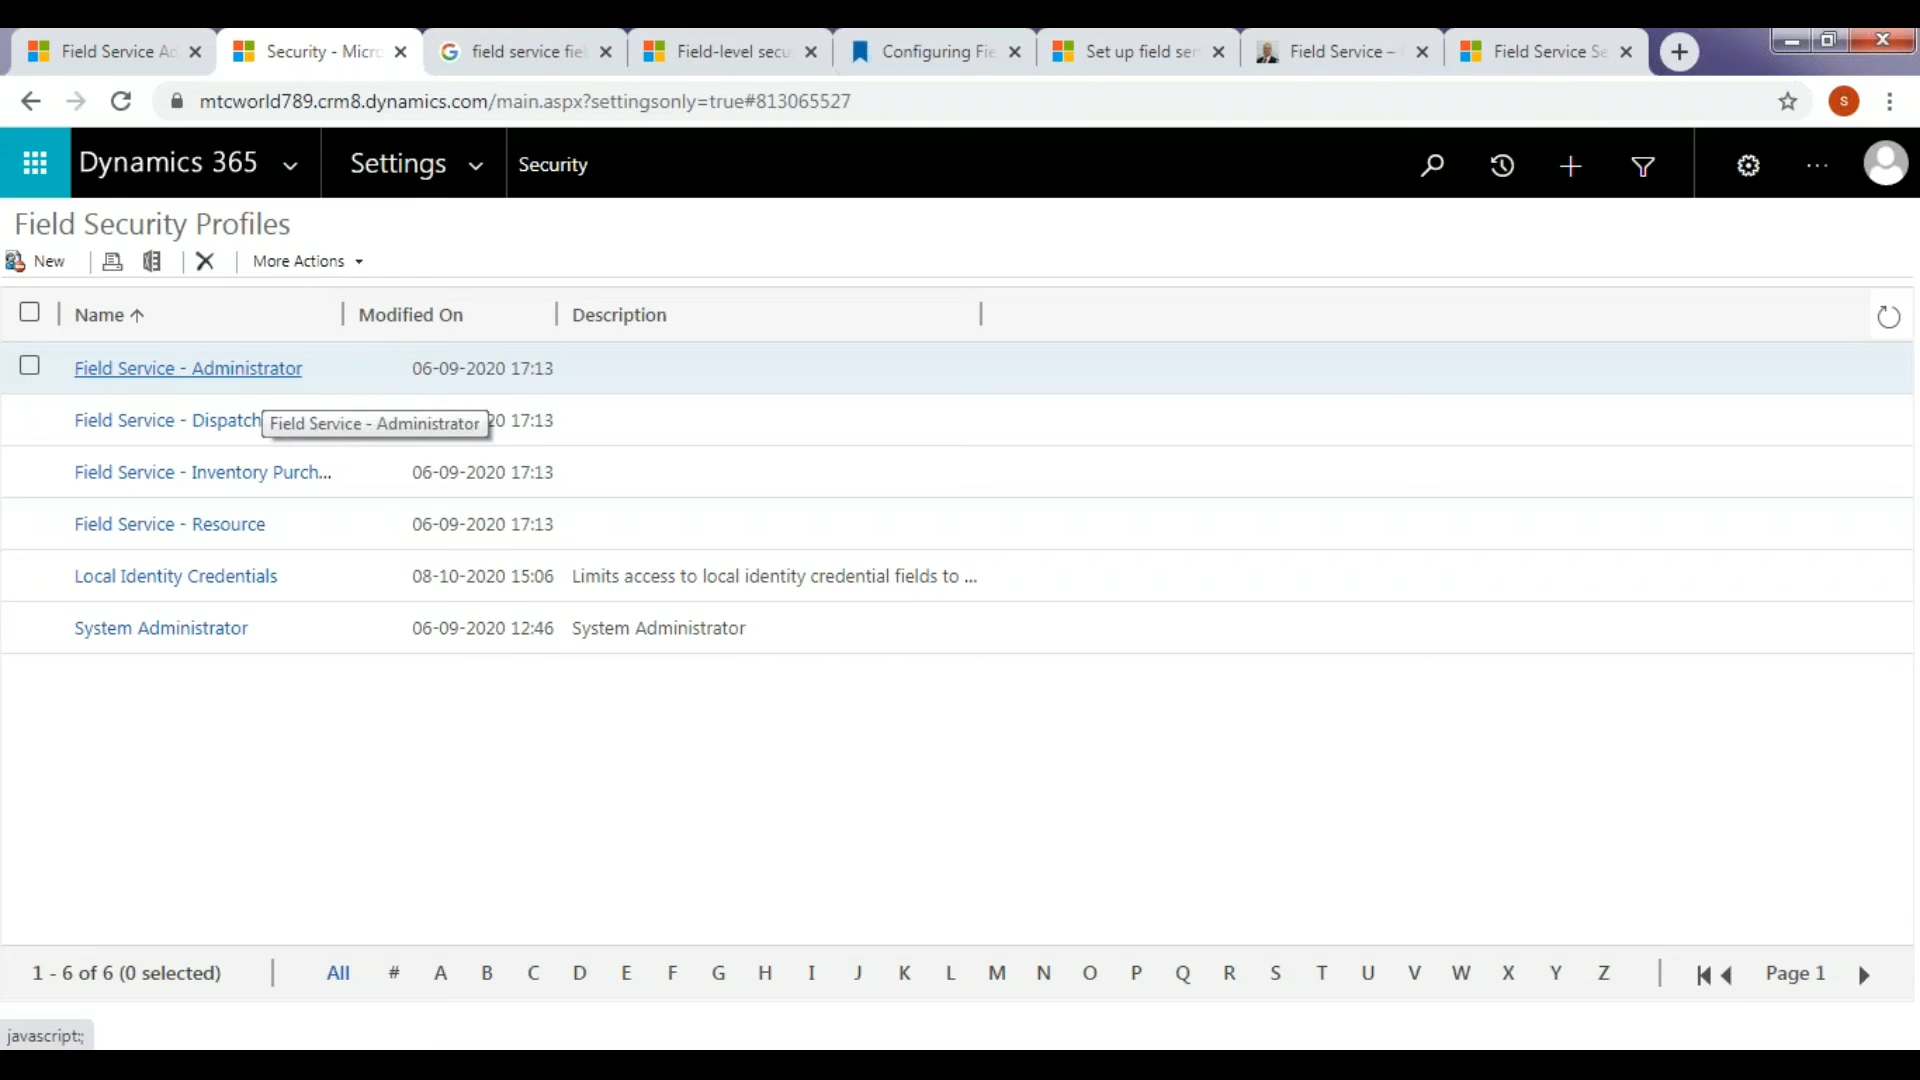 Field Service Ad
Security - Micro
field service fie
Field-level secu
Configuring Fie
Set up field ser
Field Service –
Field Service Se
mtcworld789.crm8.dynamics.com/main.aspx?settingsonly=true#813065527
S
Dynamics 365
Settings
Security
Field Security Profiles
New
More Actions
Name
Modified On
Description
Field Service - Administrator
06-09-2020 17:13
Field Service - Dispatch
Field Service - Administrator
20 17:13
Field Service - Inventory Purch...
06-09-2020 17:13
Field Service - Resource
06-09-2020 17:13
Local Identity Credentials
08-10-2020 15:06
Limits access to local identity credential fields to ...
System Administrator
06-09-2020 12:46
System Administrator
1 - 6 of 6 (0 selected)
All # A B C D E F G H I J K L M N O P Q R S T U V W X Y Z
Page 1
javascript:;